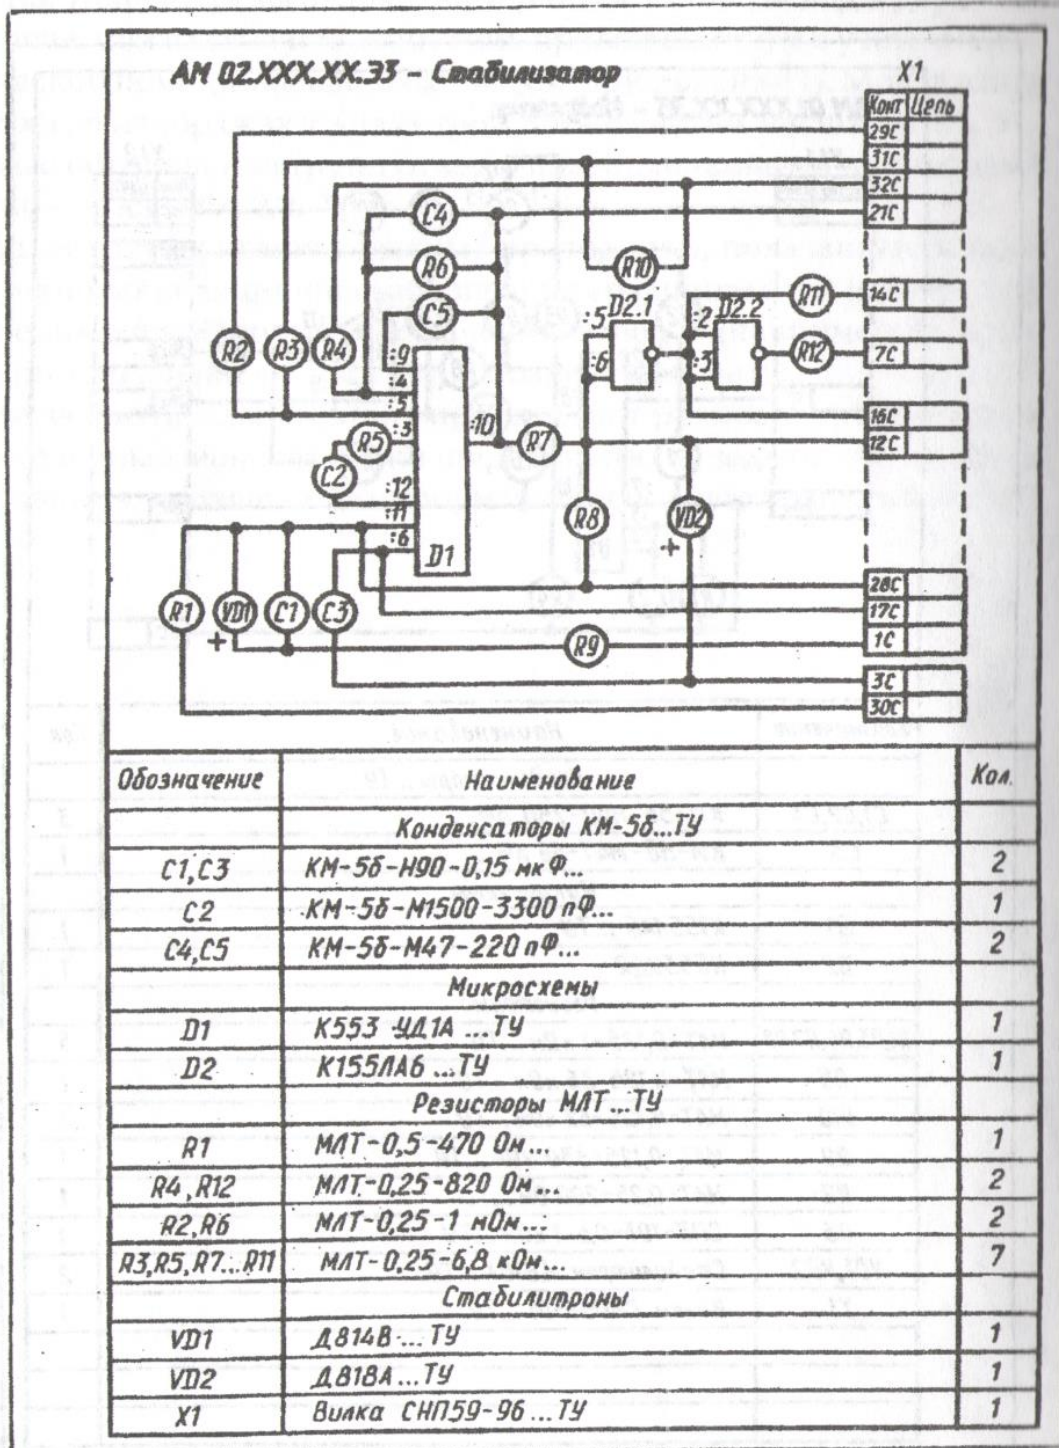 АМ 02.XXX.XX.ЭЗ – Стабилизатор
X1
Конт Цепь
29С
31С
32С
21С
C4
R6
C5
R10
D2.1
D2.2
R11
14С
R2 R3 R4
:9
:4
:5
:3
:5
:6
:2
:3
R12
7С
16С
R5
:10
R7
12С
C2
:12
:11
:6
D1
R8
VD2
+
28С
17С
R1 VD1 C1 C3
+
R9
1С
3С
30С
Обозначение Наименование Кол.
Конденсаторы КМ-5б...ТУ
C1,C3 КМ-5б-Н90-0,15 мкФ... 2
C2 КМ-5б-М1500-3300 пФ... 1
C4,C5 КМ-5б-М47-220 пФ... 2
Микросхемы
D1 К553 УД1А ...ТУ 1
D2 К155ЛА6 ...ТУ 1
Резисторы МЛТ...ТУ
R1 МЛТ-0,5-470 Ом... 1
R4,R12 МЛТ-0,25-820 Ом... 2
R2,R6 МЛТ-0,25-1 мОм... 2
R3,R5,R7...R11 МЛТ-0,25-6,8 кОм... 7
Стабилитроны
VD1 Д814В...ТУ 1
VD2 Д818А...ТУ 1
X1 Вилка СНП59-96...ТУ 1